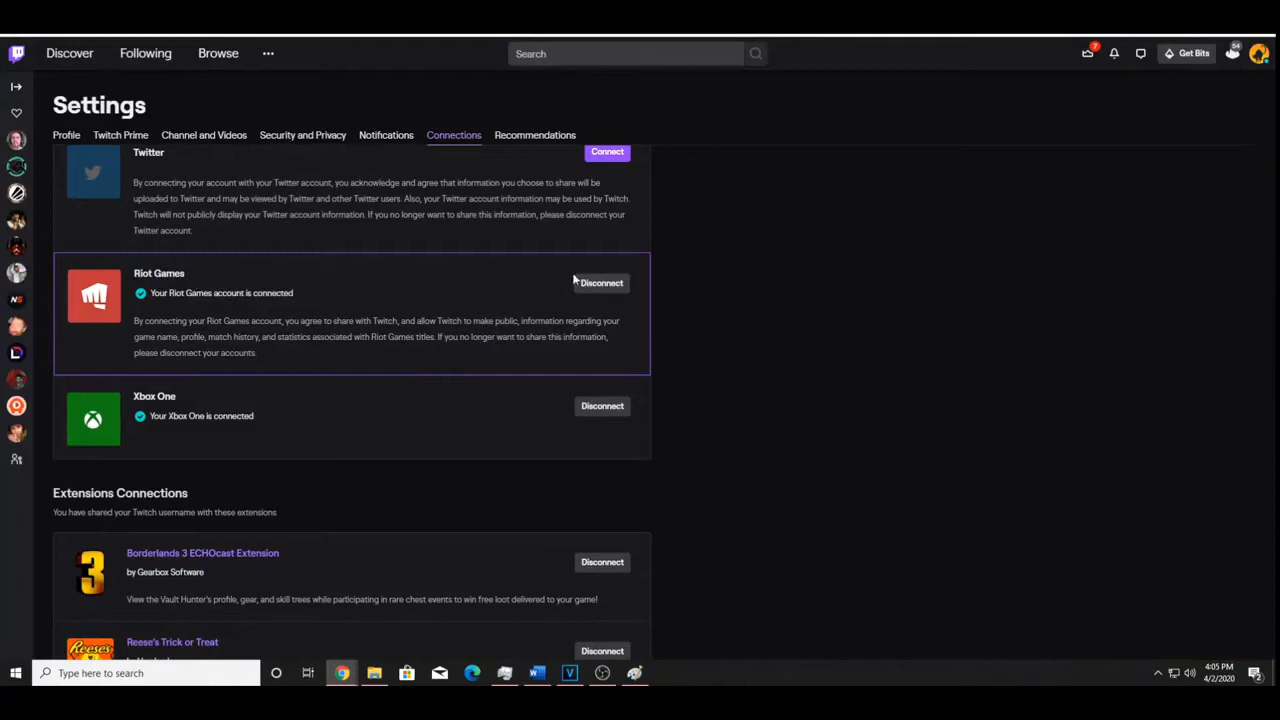 Discover Following Browse ••• Search 7 Get Bits 54
Settings
Profile Twitch Prime Channel and Videos Security and Privacy Notifications Connections Recommendations
Twitter Connect
By connecting your account with your Twitter account, you acknowledge and agree that information you choose to share will be
uploaded to Twitter and may be viewed by Twitter and other Twitter users. Also, your Twitter account information may be used by Twitch.
Twitch will not publicly display your Twitter account information. If you no longer want to share this information, please disconnect your
Twitter account.
Riot Games
Disconnect
Your Riot Games account is connected
By connecting your Riot Games account, you agree to share with Twitch, and allow Twitch to make public, information regarding your
game name, profile, match history, and statistics associated with Riot Games titles. If you no longer want to share this information,
please disconnect your accounts.
Xbox One
Disconnect
Your Xbox One is connected
Extensions Connections
You have shared your Twitch username with these extensions
3
Borderlands 3 ECHOcast Extension
Disconnect
by Gearbox Software
View the Vault Hunter's profile, gear, and skill trees while participating in rare chest events to win free loot delivered to your game!
Reese's Trick or Treat
REESE'S
Disconnect
Type here to search
4:05 PM
4/2/2020
2